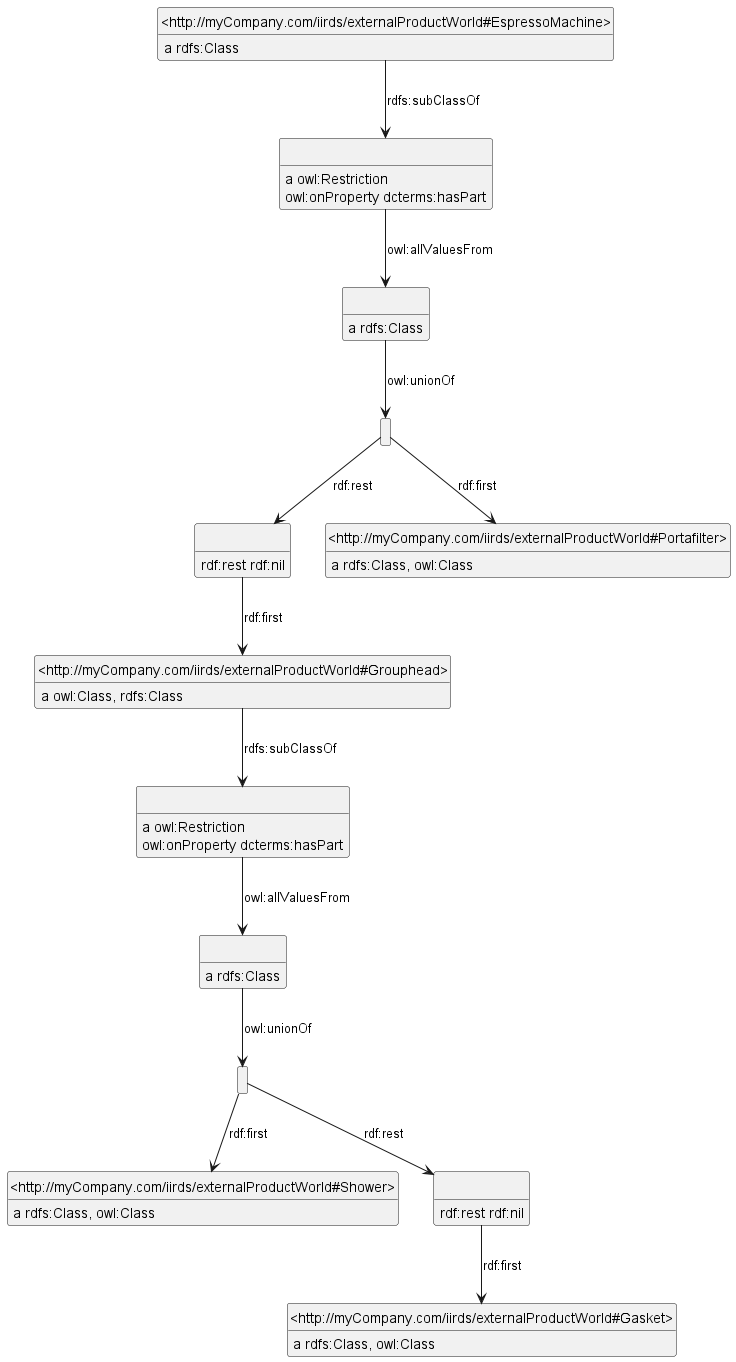 <http://myCompany.com/iirds/externalProductWorld#EspressoMachine>
a rdfs:Class
rdfs:subClassOf
a owl:Restriction
owl:onProperty dcterms:hasPart
owl:allValuesFrom
a rdfs:Class
owl:unionOf
rdf:rest
rdf:first
rdf:rest rdf:nil
<http://myCompany.com/iirds/externalProductWorld#Portafilter>
a rdfs:Class, owl:Class
rdf:first
<http://myCompany.com/iirds/externalProductWorld#Grouphead>
a owl:Class, rdfs:Class
rdfs:subClassOf
a owl:Restriction
owl:onProperty dcterms:hasPart
owl:allValuesFrom
a rdfs:Class
owl:unionOf
rdf:first
rdf:rest
<http://myCompany.com/iirds/externalProductWorld#Shower>
a rdfs:Class, owl:Class
rdf:rest rdf:nil
rdf:first
<http://myCompany.com/iirds/externalProductWorld#Gasket>
a rdfs:Class, owl:Class